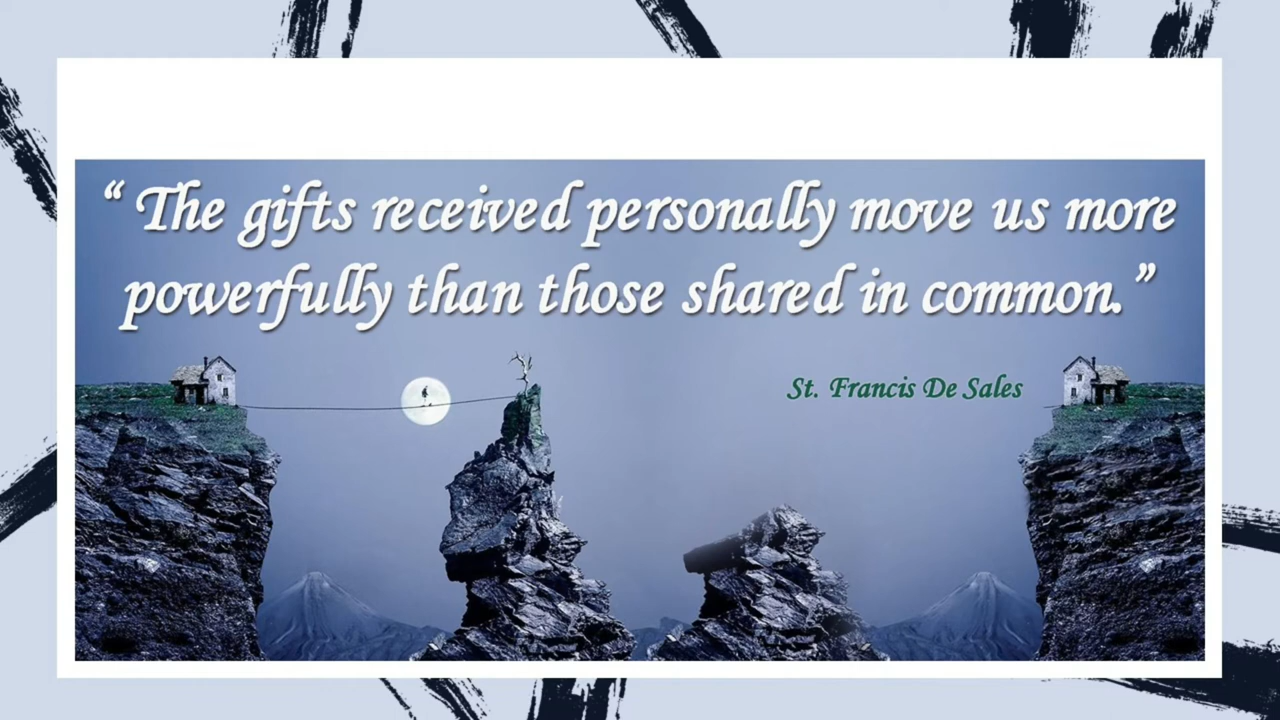 “ The gifts received personally move us more
powerfully than those shared in common.”
St. Francis De Sales